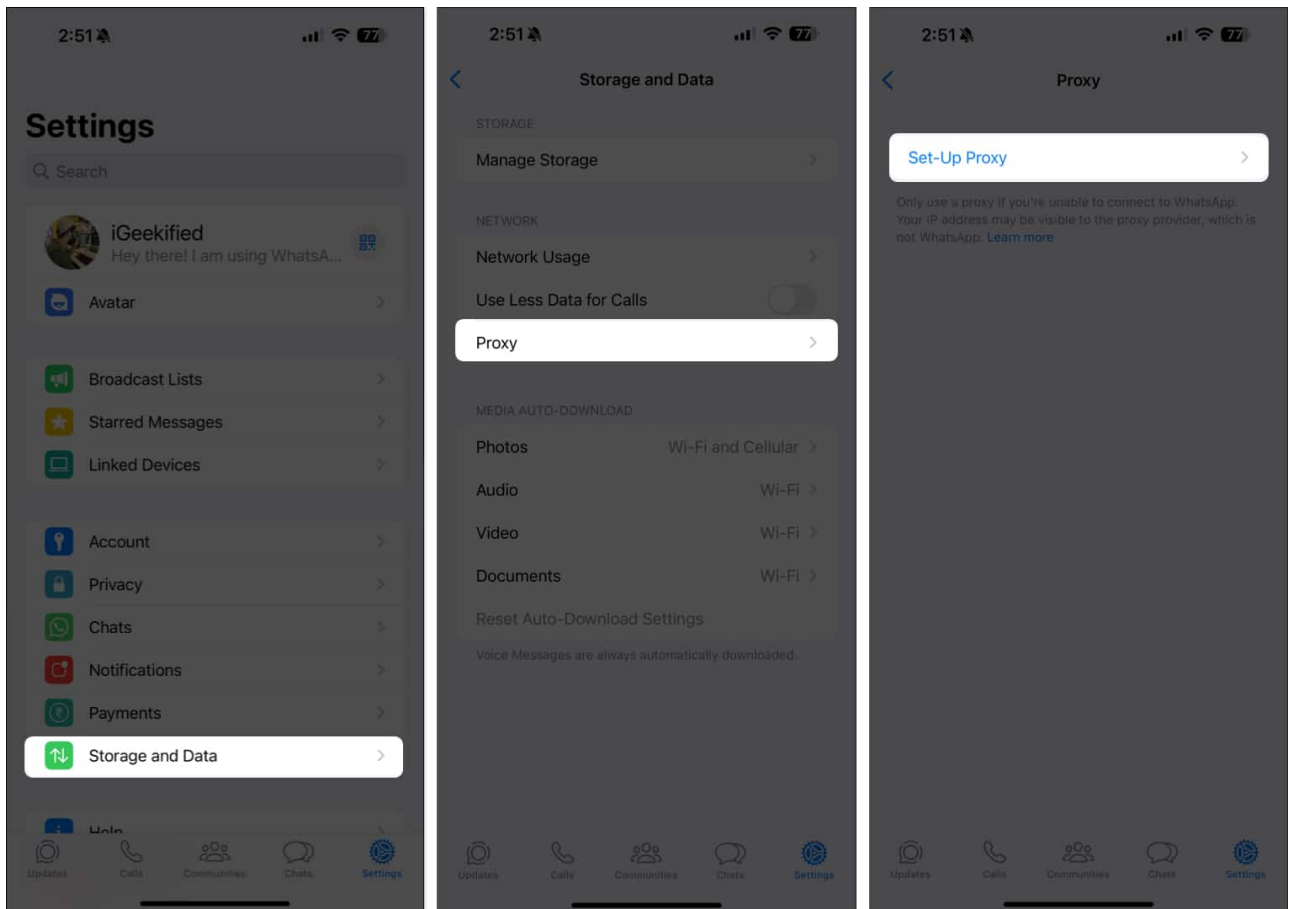 2:51
77
Settings
Search
iGeekified
Hey there! I am using WhatsA...
Avatar
Broadcast Lists
Starred Messages
Linked Devices
Account
Privacy
Chats
Notifications
Payments
Storage and Data
Help
Updates
Calls
Communities
Chats
Settings
2:51
77
Storage and Data
STORAGE
Manage Storage
NETWORK
Network Usage
Use Less Data for Calls
Proxy
MEDIA AUTO-DOWNLOAD
Photos Wi-Fi and Cellular
Audio Wi-Fi
Video Wi-Fi
Documents Wi-Fi
Reset Auto-Download Settings
Voice Messages are always automatically downloaded.
Updates
Calls
Communities
Chats
Settings
2:51
77
Proxy
Set-Up Proxy
Only use a proxy if you're unable to connect to WhatsApp.
Your IP address may be visible to the proxy provider, which is
not WhatsApp. Learn more
Updates
Calls
Communities
Chats
Settings